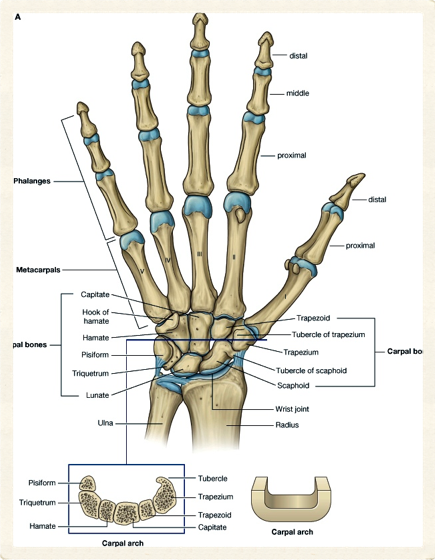 A
distal
middle
proximal
Phalanges
distal
proximal
Metacarpals
V
IV
III
II
I
Capitate
Hook of
hamate
Hamate
pal bones
Pisiform
Triquetrum
Lunate
Ulna
Trapezoid
Tubercle of trapezium
Trapezium
Carpal bo
Tubercle of scaphoid
Scaphoid
Wrist joint
Radius
Pisiform
Triquetrum
Hamate
Tubercle
Trapezium
Trapezoid
Capitate
Carpal arch
Carpal arch